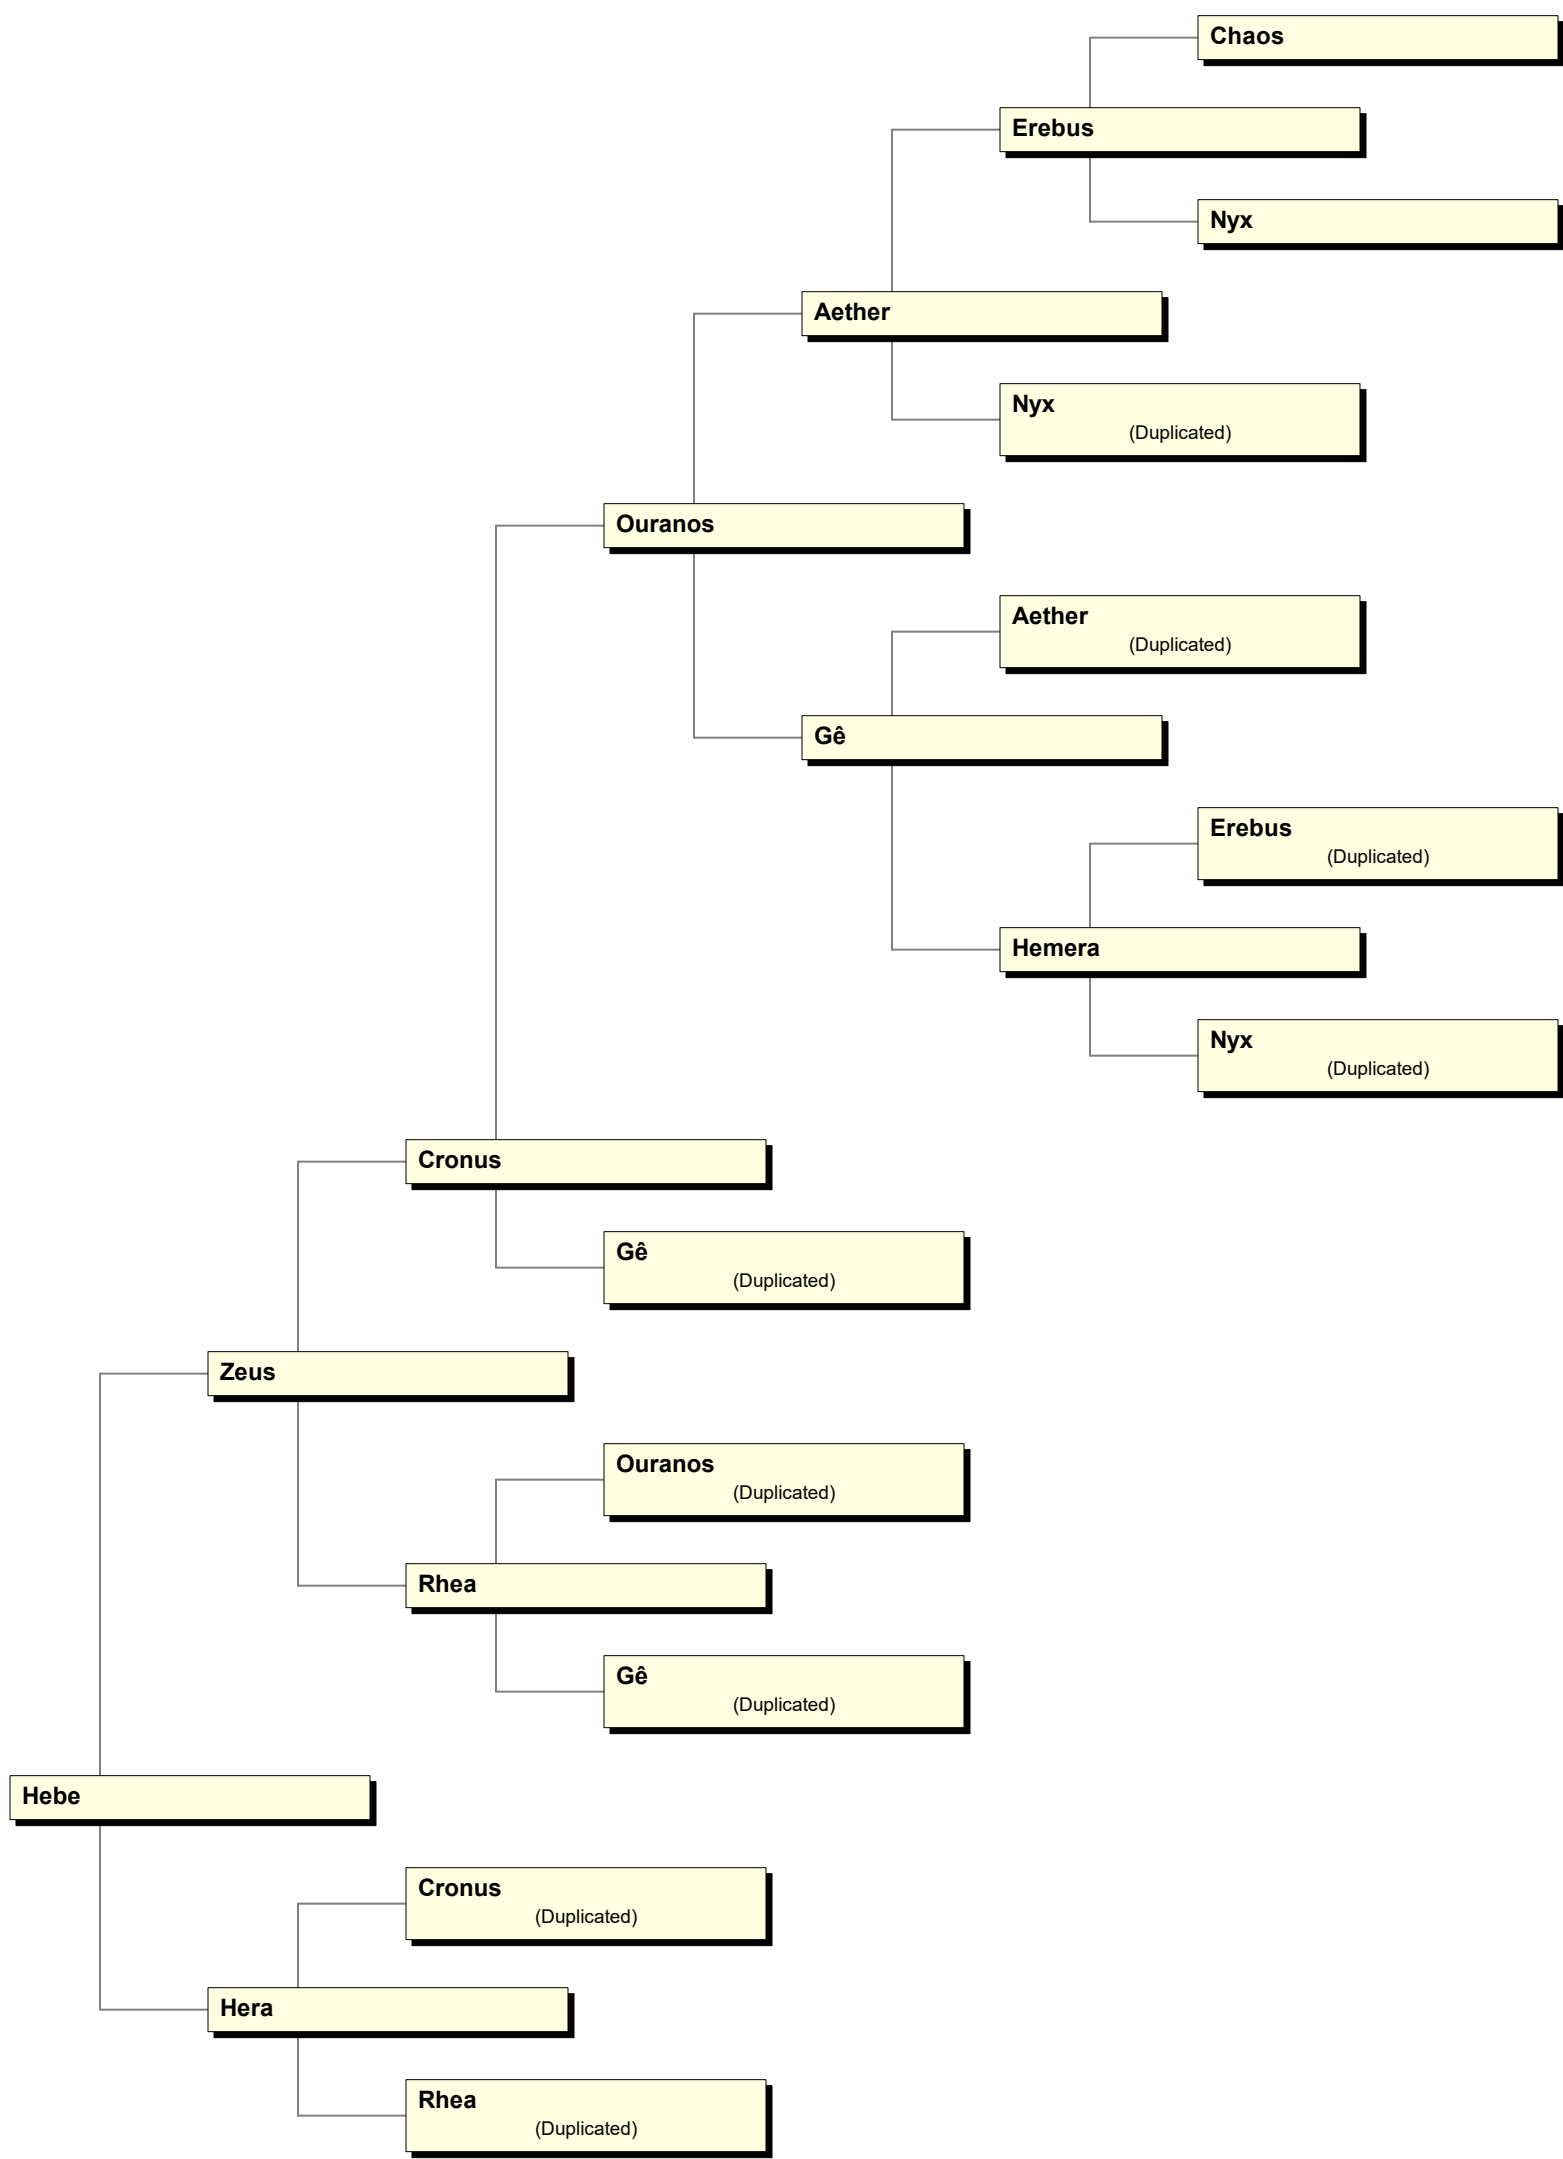 Chaos
Erebus
Nyx
Aether
Nyx
(Duplicated)
Ouranos
Aether
(Duplicated)
Gê
Erebus
(Duplicated)
Hemera
Nyx
(Duplicated)
Cronus
Gê
(Duplicated)
Zeus
Ouranos
(Duplicated)
Rhea
Gê
(Duplicated)
Hebe
Cronus
(Duplicated)
Hera
Rhea
(Duplicated)